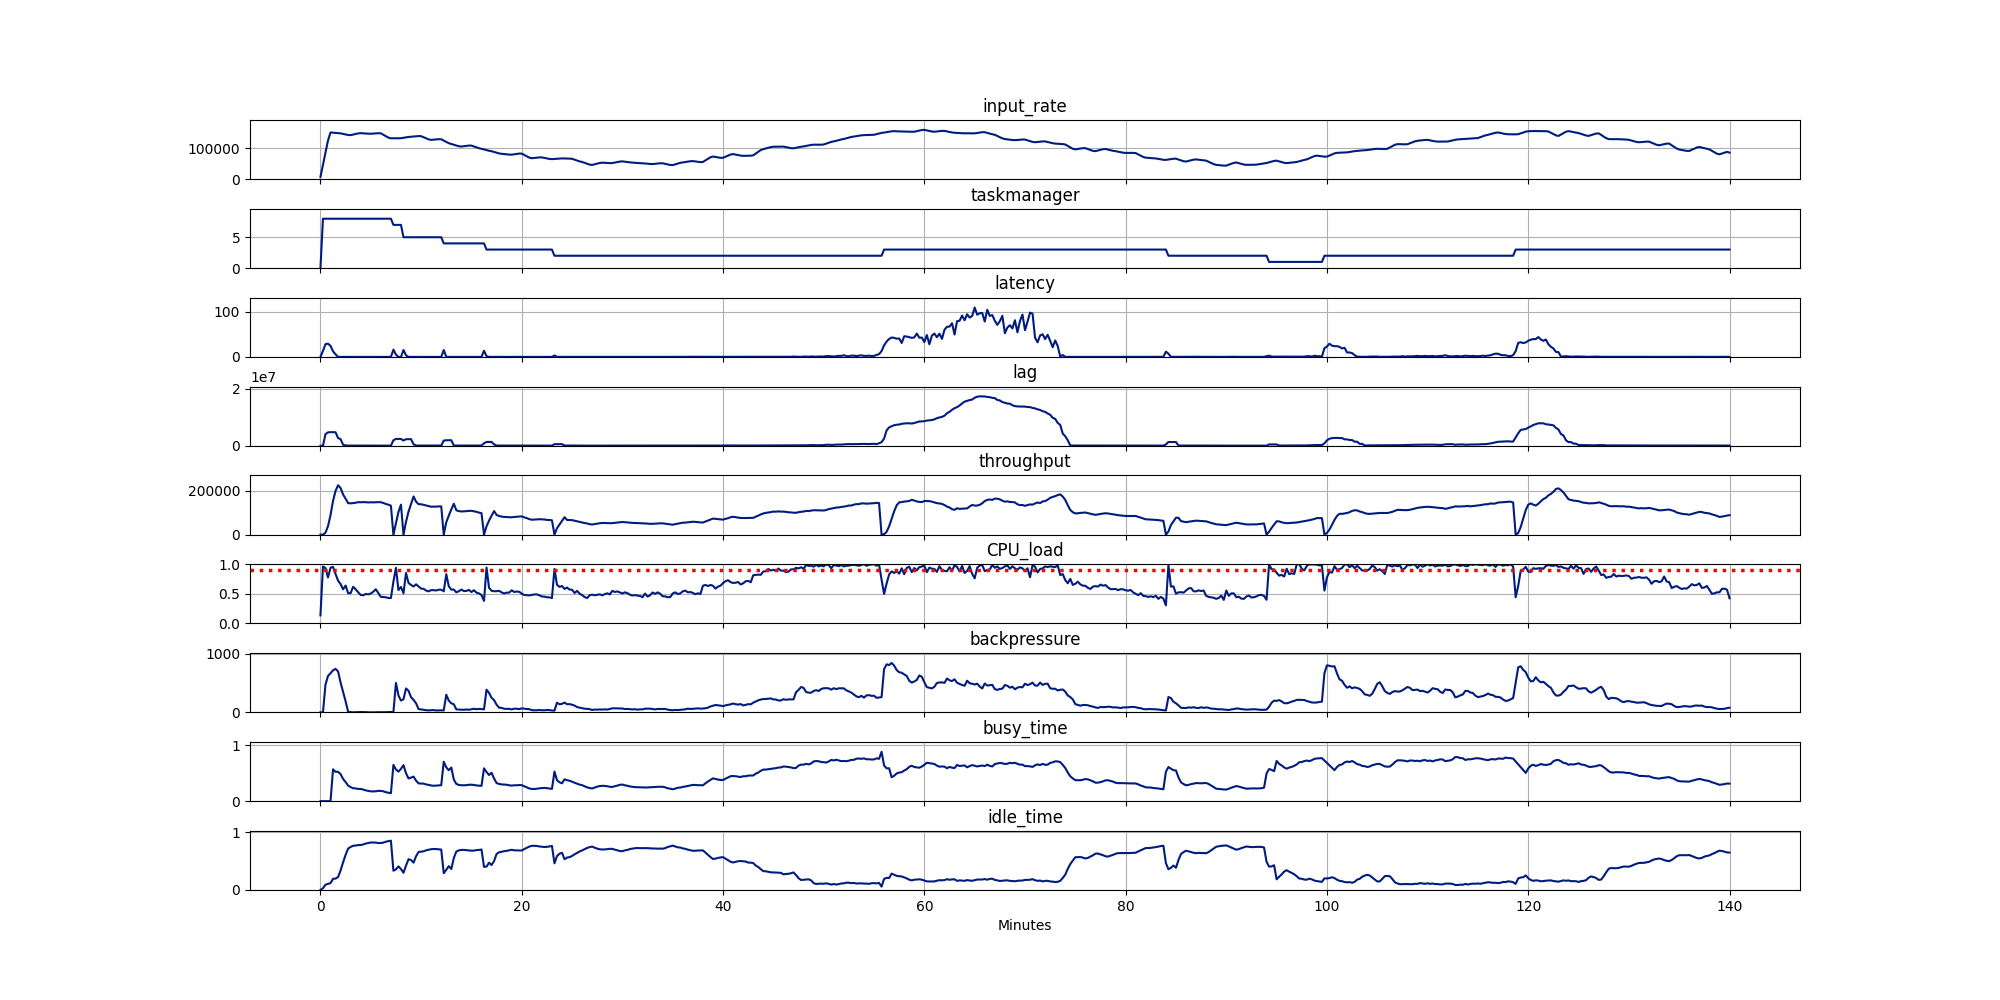 input_rate
100000
0
taskmanager
5
0
latency
100
0
1e7
lag
2
0
throughput
200000
0
CPU_load
1.0
0.5
0.0
backpressure
1000
0
busy_time
1
0
idle_time
1
0
0 20 40 60 80 100 120 140
Minutes